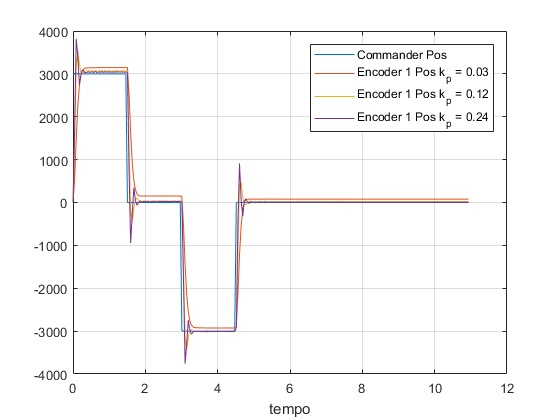 4000
3000
2000
1000
0
-1000
-2000
-3000
-4000
0 2 4 6 8 10 12
tempo
Commander Pos
Encoder 1 Pos k_p = 0.03
Encoder 1 Pos k_p = 0.12
Encoder 1 Pos k_p = 0.24